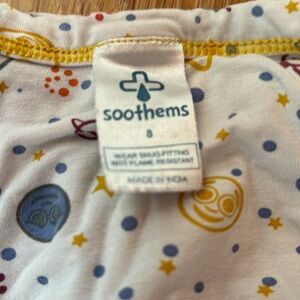 soothems
8
WEAR SNUG-FITTING
NOT FLAME RESISTANT
MADE IN INDIA